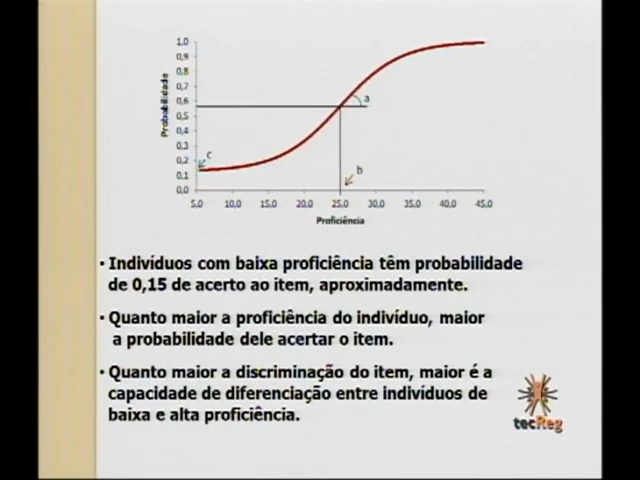 1,0
0,9
0,8
0,7
0,6
0,5
0,4
0,3
0,2
0,1
0,0
Probabilidade
a
c
b
5,0 10,0 15,0 20,0 25,0 30,0 35,0 40,0 45,0
Proficiência
• Indivíduos com baixa proficiência têm probabilidade
de 0,15 de acerto ao item, aproximadamente.
• Quanto maior a proficiência do indivíduo, maior
a probabilidade dele acertar o item.
• Quanto maior a discriminação do item, maior é a
capacidade de diferenciação entre indivíduos de
baixa e alta proficiência.
tecReg